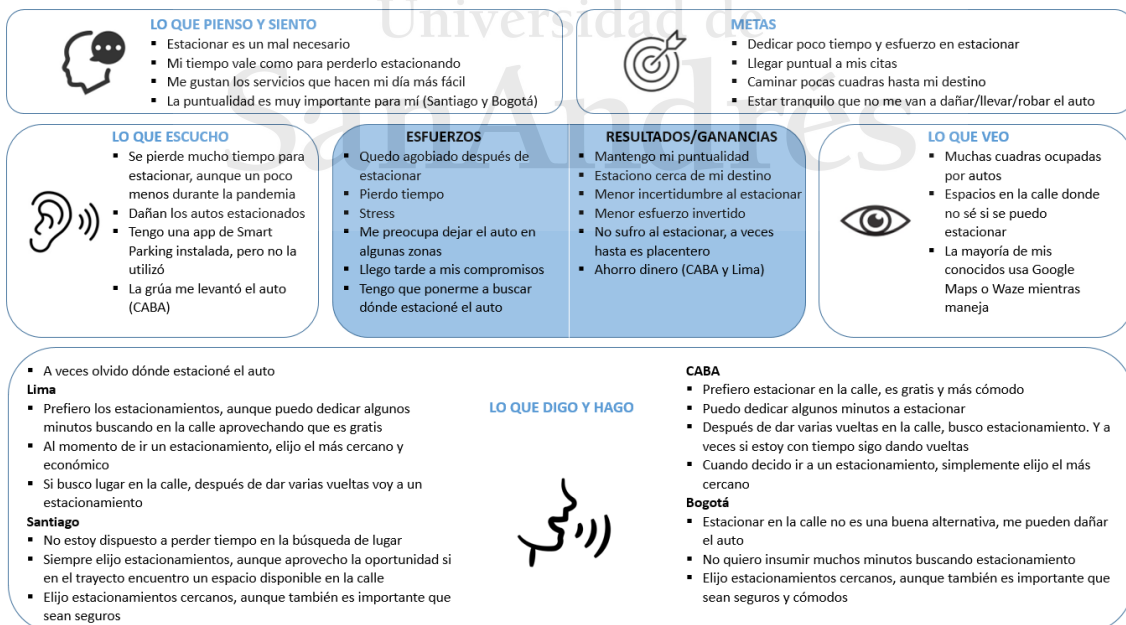 Universidad de
SanAndrés
LO QUE PIENSO Y SIENTO
▪ Estacionar es un mal necesario
▪ Mi tiempo vale como para perderlo estacionando
▪ Me gustan los servicios que hacen mi día más fácil
▪ La puntualidad es muy importante para mí (Santiago y Bogotá)
METAS
▪ Dedicar poco tiempo y esfuerzo en estacionar
▪ Llegar puntual a mis citas
▪ Caminar pocas cuadras hasta mi destino
▪ Estar tranquilo que no me van a dañar/llevar/robar el auto
LO QUE ESCUCHO
▪ Se pierde mucho tiempo para
estacionar, aunque un poco
menos durante la pandemia
▪ Dañan los autos estacionados
▪ Tengo una app de Smart
Parking instalada, pero no la
utilizó
▪ La grúa me levantó el auto
(CABA)
ESFUERZOS
▪ Quedo agobiado después de
estacionar
▪ Pierdo tiempo
▪ Stress
▪ Me preocupa dejar el auto en
algunas zonas
▪ Llego tarde a mis compromisos
▪ Tengo que ponerme a buscar
dónde estacioné el auto
RESULTADOS/GANANCIAS
▪ Mantengo mi puntualidad
▪ Estaciono cerca de mi destino
▪ Menor incertidumbre al estacionar
▪ Menor esfuerzo invertido
▪ No sufro al estacionar, a veces
hasta es placentero
▪ Ahorro dinero (CABA y Lima)
LO QUE VEO
▪ Muchas cuadras ocupadas
por autos
▪ Espacios en la calle donde
no sé si se puedo
estacionar
▪ La mayoría de mis
conocidos usa Google
Maps o Waze mientras
maneja
▪ A veces olvido dónde estacioné el auto
Lima
▪ Prefiero los estacionamientos, aunque puedo dedicar algunos
minutos buscando en la calle aprovechando que es gratis
▪ Al momento de ir un estacionamiento, elijo el más cercano y
económico
▪ Si busco lugar en la calle, después de dar varias vueltas voy a un
estacionamiento
Santiago
▪ No estoy dispuesto a perder tiempo en la búsqueda de lugar
▪ Siempre elijo estacionamientos, aunque aprovecho la oportunidad si
en el trayecto encuentro un espacio disponible en la calle
▪ Elijo estacionamientos cercanos, aunque también es importante que
sean seguros
LO QUE DIGO Y HAGO
CABA
▪ Prefiero estacionar en la calle, es gratis y más cómodo
▪ Puedo dedicar algunos minutos a estacionar
▪ Después de dar varias vueltas en la calle, busco estacionamiento. Y a
veces si estoy con tiempo sigo dando vueltas
▪ Cuando decido ir a un estacionamiento, simplemente elijo el más
cercano
Bogotá
▪ Estacionar en la calle no es una buena alternativa, me pueden dañar
el auto
▪ No quiero insumir muchos minutos buscando estacionamiento
▪ Elijo estacionamientos cercanos, aunque también es importante que
sean seguros y cómodos